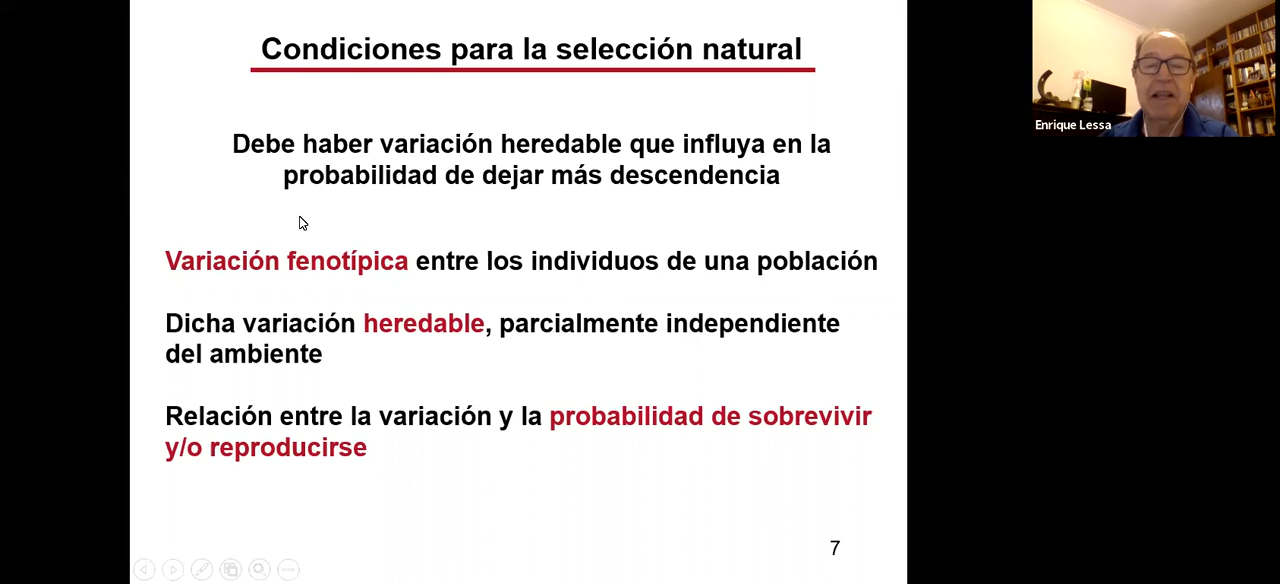 Condiciones para la selección natural
Debe haber variación heredable que influya en la
probabilidad de dejar más descendencia
Variación fenotípica entre los individuos de una población
Dicha variación heredable, parcialmente independiente
del ambiente
Relación entre la variación y la probabilidad de sobrevivir
y/o reproducirse
7
Enrique Lessa